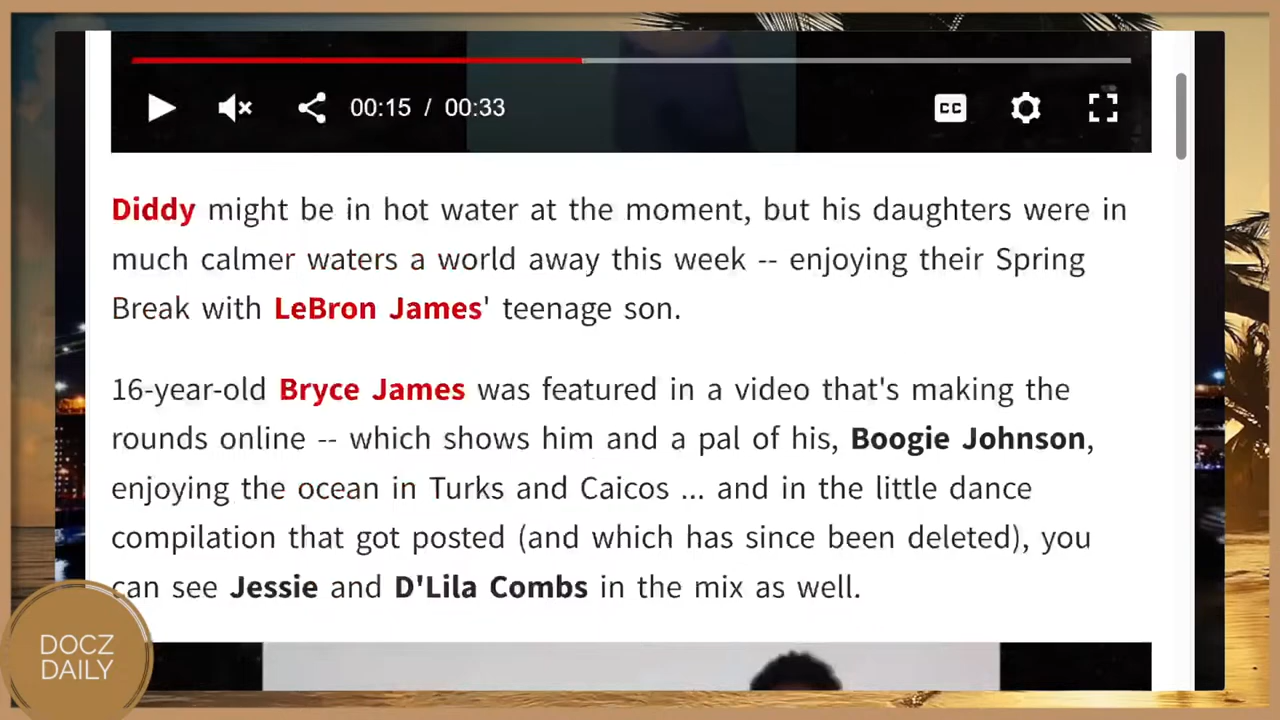 00:15 / 00:33
CC
Diddy might be in hot water at the moment, but his daughters were in
much calmer waters a world away this week -- enjoying their Spring
Break with LeBron James' teenage son.
16-year-old Bryce James was featured in a video that's making the
rounds online -- which shows him and a pal of his, Boogie Johnson,
enjoying the ocean in Turks and Caicos ... and in the little dance
compilation that got posted (and which has since been deleted), you
can see Jessie and D'Lila Combs in the mix as well.
DOCZ
DAILY